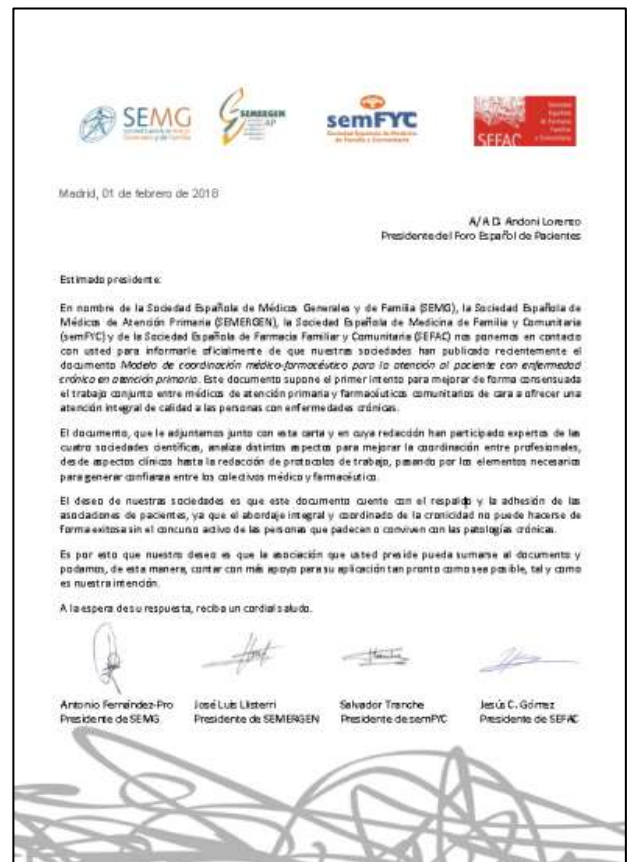 SEMG
SEMERGEN
AP
semFYC
Sociedad Española de Medicina
de Familia y Comunitaria
SEFAC
Sociedad
Española
de Farmacia
Familiar
y Comunitaria
Madrid, 01 de febrero de 2018
A/A D. Andoni Lorenzo
Presidente del Foro Español de Pacientes
Estimado presidente:
En nombre de la Sociedad Española de Médicos Generales y de Familia (SEMG), la Sociedad Española de
Médicos de Atención Primaria (SEMERGEN), la Sociedad Española de Medicina de Familia y Comunitaria
(semFYC) y de la Sociedad Española de Farmacia Familiar y Comunitaria (SEFAC) nos ponemos en contacto
con usted para informarle oficialmente de que nuestras sociedades han publicado recientemente el
documento Modelo de coordinación médico-farmacéutico para la atención al paciente con enfermedad
crónica en atención primaria. Este documento supone el primer intento para mejorar de forma consensuada
el trabajo conjunto entre médicos de atención primaria y farmacéuticos comunitarios de cara a ofrecer una
atención integral de calidad a las personas con enfermedades crónicas.
El documento, que le adjuntamos junto con esta carta y en cuya redacción han participado expertos de las
cuatro sociedades científicas, analiza distintos aspectos para mejorar la coordinación entre profesionales,
desde aspectos clínicos hasta la redacción de protocolos de trabajo, pasando por los elementos necesarios
para generar confianza entre los colectivos médico y farmacéutico.
El deseo de nuestras sociedades es que este documento cuente con el respaldo y la adhesión de las
asociaciones de pacientes, ya que el abordaje integral y coordinado de la cronicidad no puede hacerse de
forma exitosa sin el concurso activo de las personas que padecen o conviven con las patologías crónicas.
Es por esto que nuestro deseo es que la asociación que usted preside pueda sumarse al documento y
podamos, de esta manera, contar con más apoyo para su aplicación tan pronto como sea posible, tal y como
es nuestra intención.
A la espera de su respuesta, reciba un cordial saludo.
Antonio Fernández-Pro José Luis Llisterri Salvador Tranche Jesús C. Gómez
Presidente de SEMG Presidente de SEMERGEN Presidente de semFYC Presidente de SEFAC